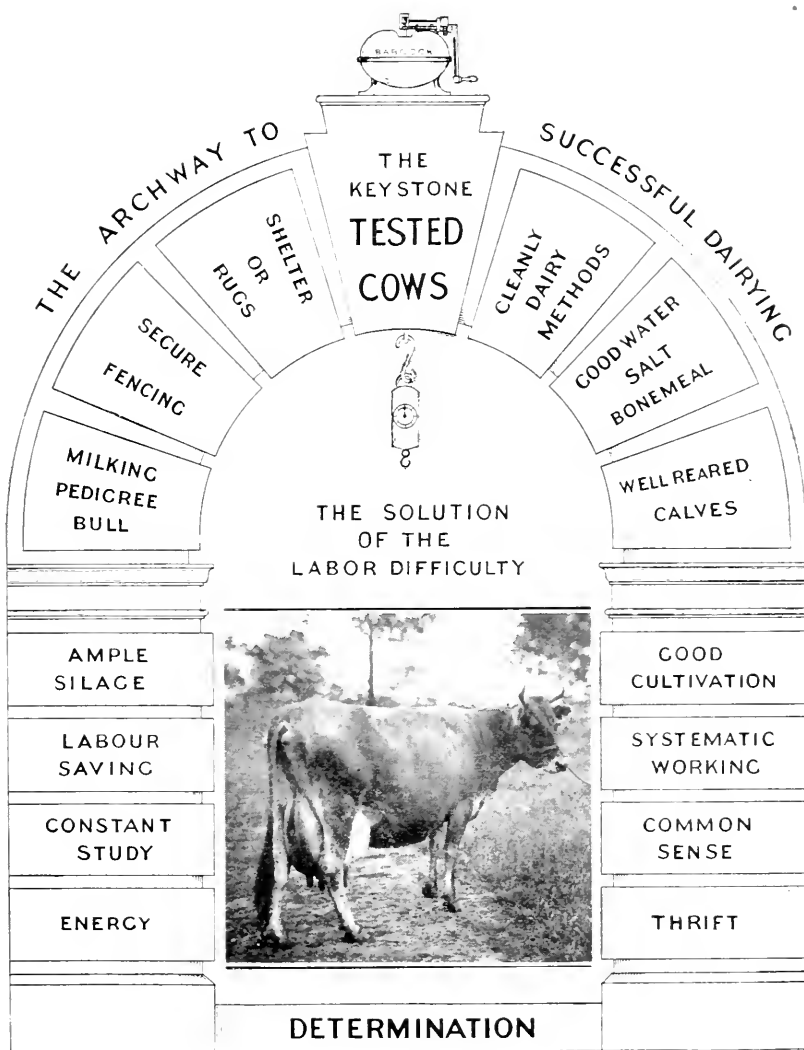 BABCOCK
THE ARCHWAY TO SUCCESSFUL DAIRYING
THE
KEYSTONE
TESTED
COWS
MILKING
PEDIGREE
BULL
SECURE
FENCING
SHELTER
OR
RUGS
CLEANLY
DAIRY
METHODS
GOOD WATER
SALT
BONEMEAL
WELL REARED
CALVES
THE SOLUTION
OF THE
LABOR DIFFICULTY
AMPLE
SILAGE
LABOUR
SAVING
CONSTANT
STUDY
ENERGY
GOOD
CULTIVATION
SYSTEMATIC
WORKING
COMMON
SENSE
THRIFT
DETERMINATION